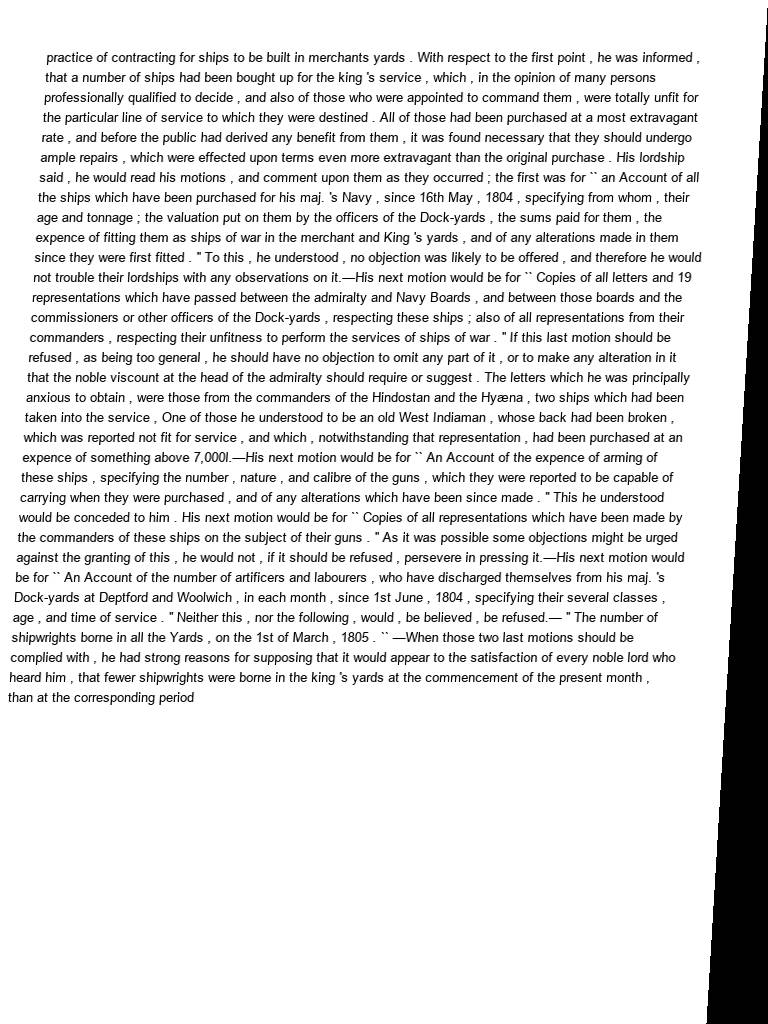 practice of contracting for ships to be built in merchants yards . With respect to the first point , he was informed ,
that a number of ships had been bought up for the king 's service , which , in the opinion of many persons
professionally qualified to decide , and also of those who were appointed to command them , were totally unfit for
the particular line of service to which they were destined . All of those had been purchased at a most extravagant
rate , and before the public had derived any benefit from them , it was found necessary that they should undergo
ample repairs , which were effected upon terms even more extravagant than the original purchase . His lordship
said , he would read his motions , and comment upon them as they occurred ; the first was for `` an Account of all
the ships which have been purchased for his maj. 's Navy , since 16th May , 1804 , specifying from whom , their
age and tonnage ; the valuation put on them by the officers of the Dock-yards , the sums paid for them , the
expence of fitting them as ships of war in the merchant and King 's yards , and of any alterations made in them
since they were first fitted . " To this , he understood , no objection was likely to be offered , and therefore he would
not trouble their lordships with any observations on it.—His next motion would be for `` Copies of all letters and 19
representations which have passed between the admiralty and Navy Boards , and between those boards and the
commissioners or other officers of the Dock-yards , respecting these ships ; also of all representations from their
commanders , respecting their unfitness to perform the services of ships of war . " If this last motion should be
refused , as being too general , he should have no objection to omit any part of it , or to make any alteration in it
that the noble viscount at the head of the admiralty should require or suggest . The letters which he was principally
anxious to obtain , were those from the commanders of the Hindostan and the Hyæna , two ships which had been
taken into the service , One of those he understood to be an old West Indiaman , whose back had been broken ,
which was reported not fit for service , and which , notwithstanding that representation , had been purchased at an
expence of something above 7,000l.—His next motion would be for `` An Account of the expence of arming of
these ships , specifying the number , nature , and calibre of the guns , which they were reported to be capable of
carrying when they were purchased , and of any alterations which have been since made . " This he understood
would be conceded to him . His next motion would be for `` Copies of all representations which have been made by
the commanders of these ships on the subject of their guns . " As it was possible some objections might be urged
against the granting of this , he would not , if it should be refused , persevere in pressing it.—His next motion would
be for `` An Account of the number of artificers and labourers , who have discharged themselves from his maj. 's
Dock-yards at Deptford and Woolwich , in each month , since 1st June , 1804 , specifying their several classes ,
age , and time of service . " Neither this , nor the following , would , be believed , be refused.— " The number of
shipwrights borne in all the Yards , on the 1st of March , 1805 . `` —When those two last motions should be
complied with , he had strong reasons for supposing that it would appear to the satisfaction of every noble lord who
heard him , that fewer shipwrights were borne in the king 's yards at the commencement of the present month ,
than at the corresponding period